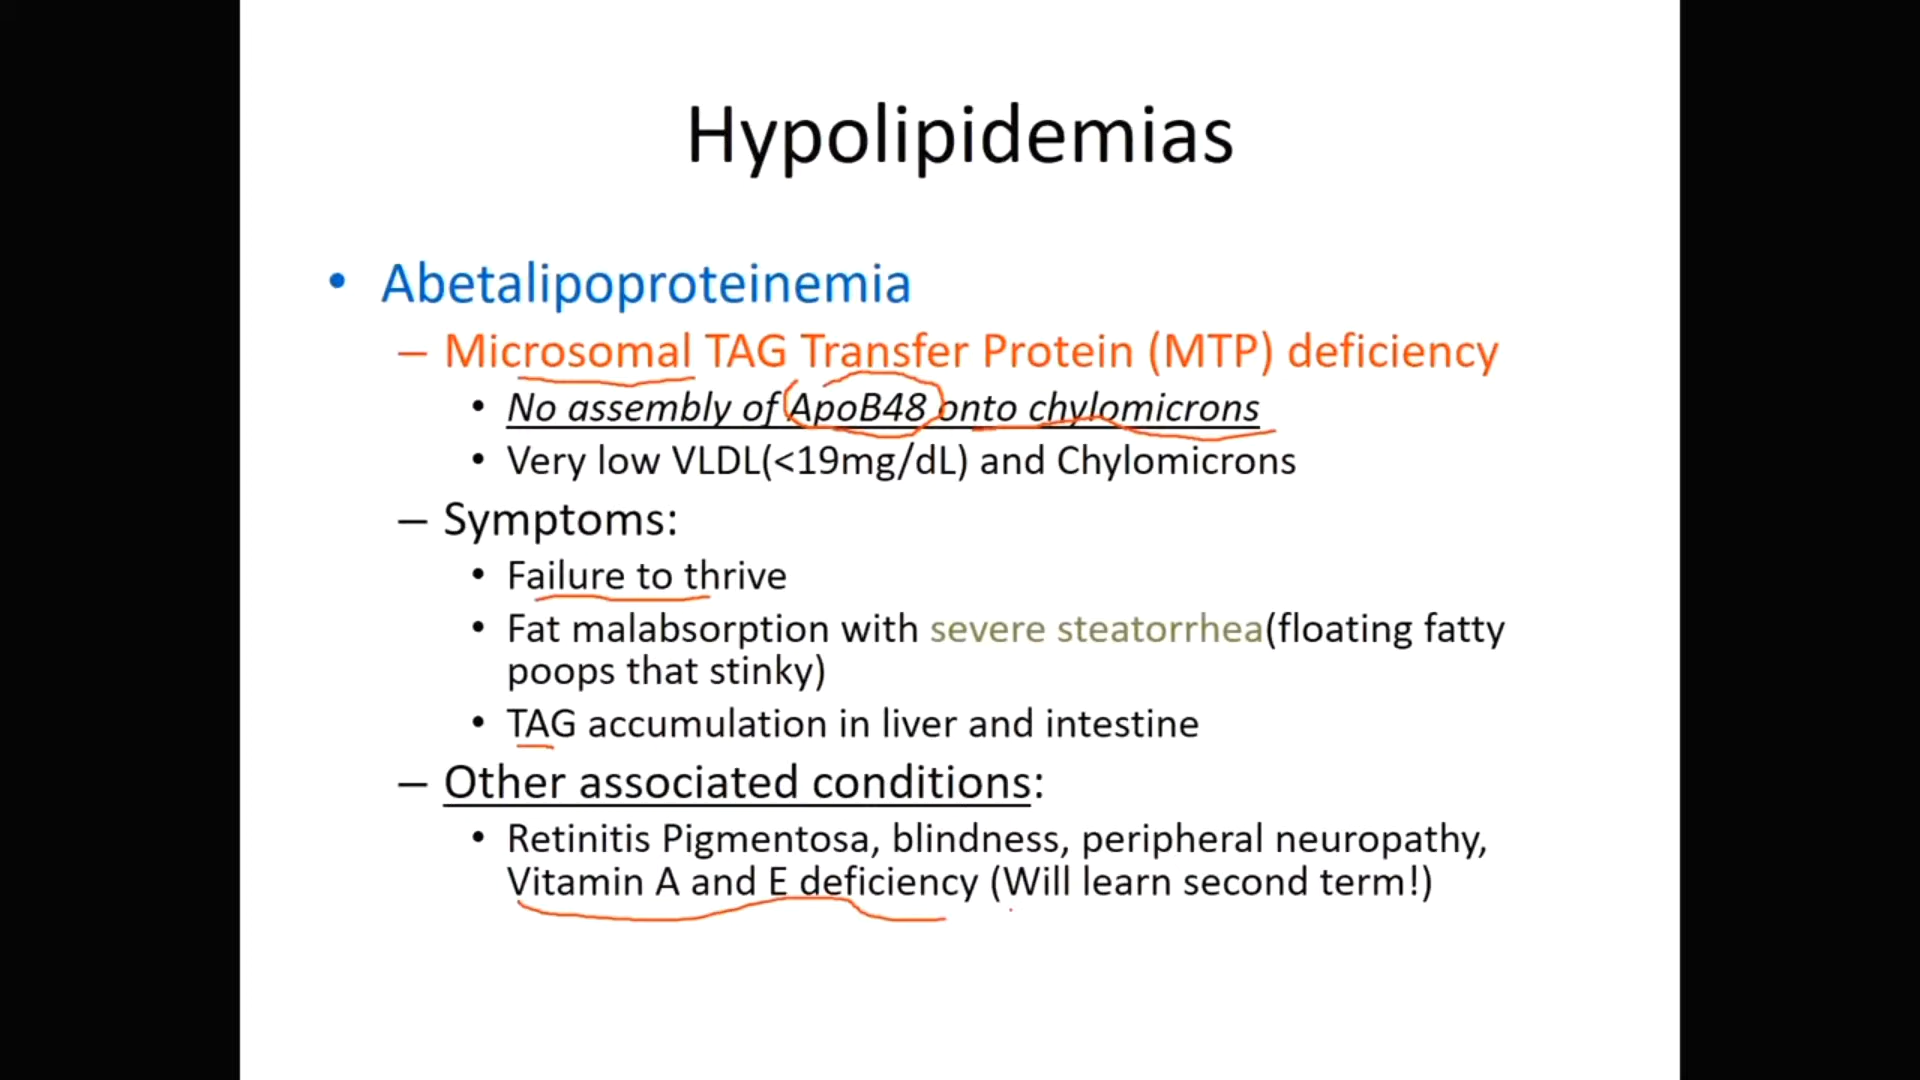 Hypolipidemias
• Abetalipoproteinemia
– Microsomal TAG Transfer Protein (MTP) deficiency
• No assembly of ApoB48 onto chylomicrons
• Very low VLDL(<19mg/dL) and Chylomicrons
– Symptoms:
• Failure to thrive
• Fat malabsorption with severe steatorrhea(floating fatty
poops that stinky)
• TAG accumulation in liver and intestine
– Other associated conditions:
• Retinitis Pigmentosa, blindness, peripheral neuropathy,
Vitamin A and E deficiency (Will learn second term!)